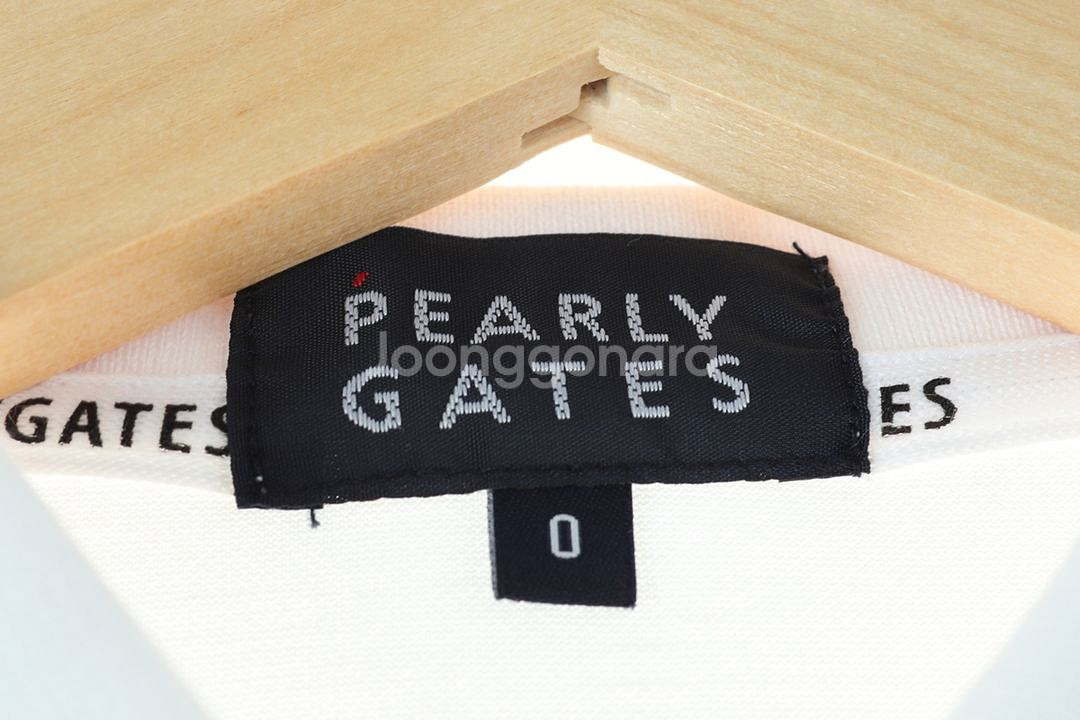 PEARLY
GATES
Joonggonara
GATES
ES
0